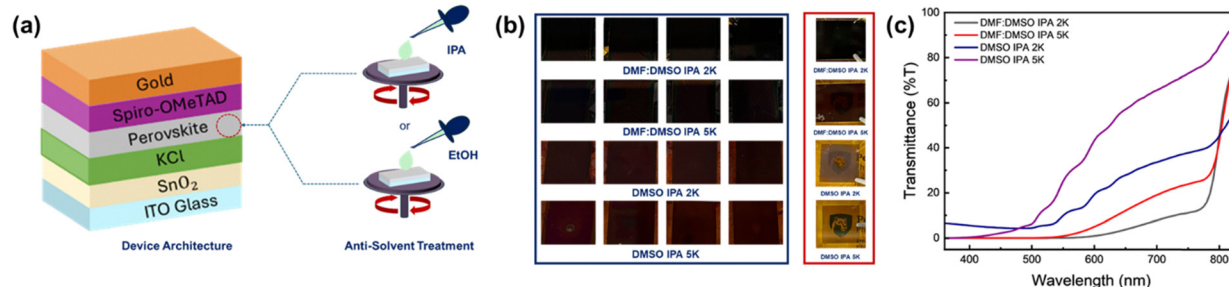 (a)
Gold
Spiro-OMeTAD
Perovskite
KCl
SnO₂
ITO Glass
Device Architecture
IPA
or
EtOH
Anti-Solvent Treatment
(b)
DMF:DMSO IPA 2K
DMF:DMSO IPA 5K
DMSO IPA 2K
DMSO IPA 5K
DMF:DMSO IPA 2K
DMF:DMSO IPA 5K
DMSO IPA 2K
DMSO IPA 5K
(c)
DMF:DMSO IPA 2K
DMF:DMSO IPA 5K
DMSO IPA 2K
DMSO IPA 5K
Transmittance (%T)
100
80
60
40
20
0
400 500 600 700 800
Wavelength (nm)